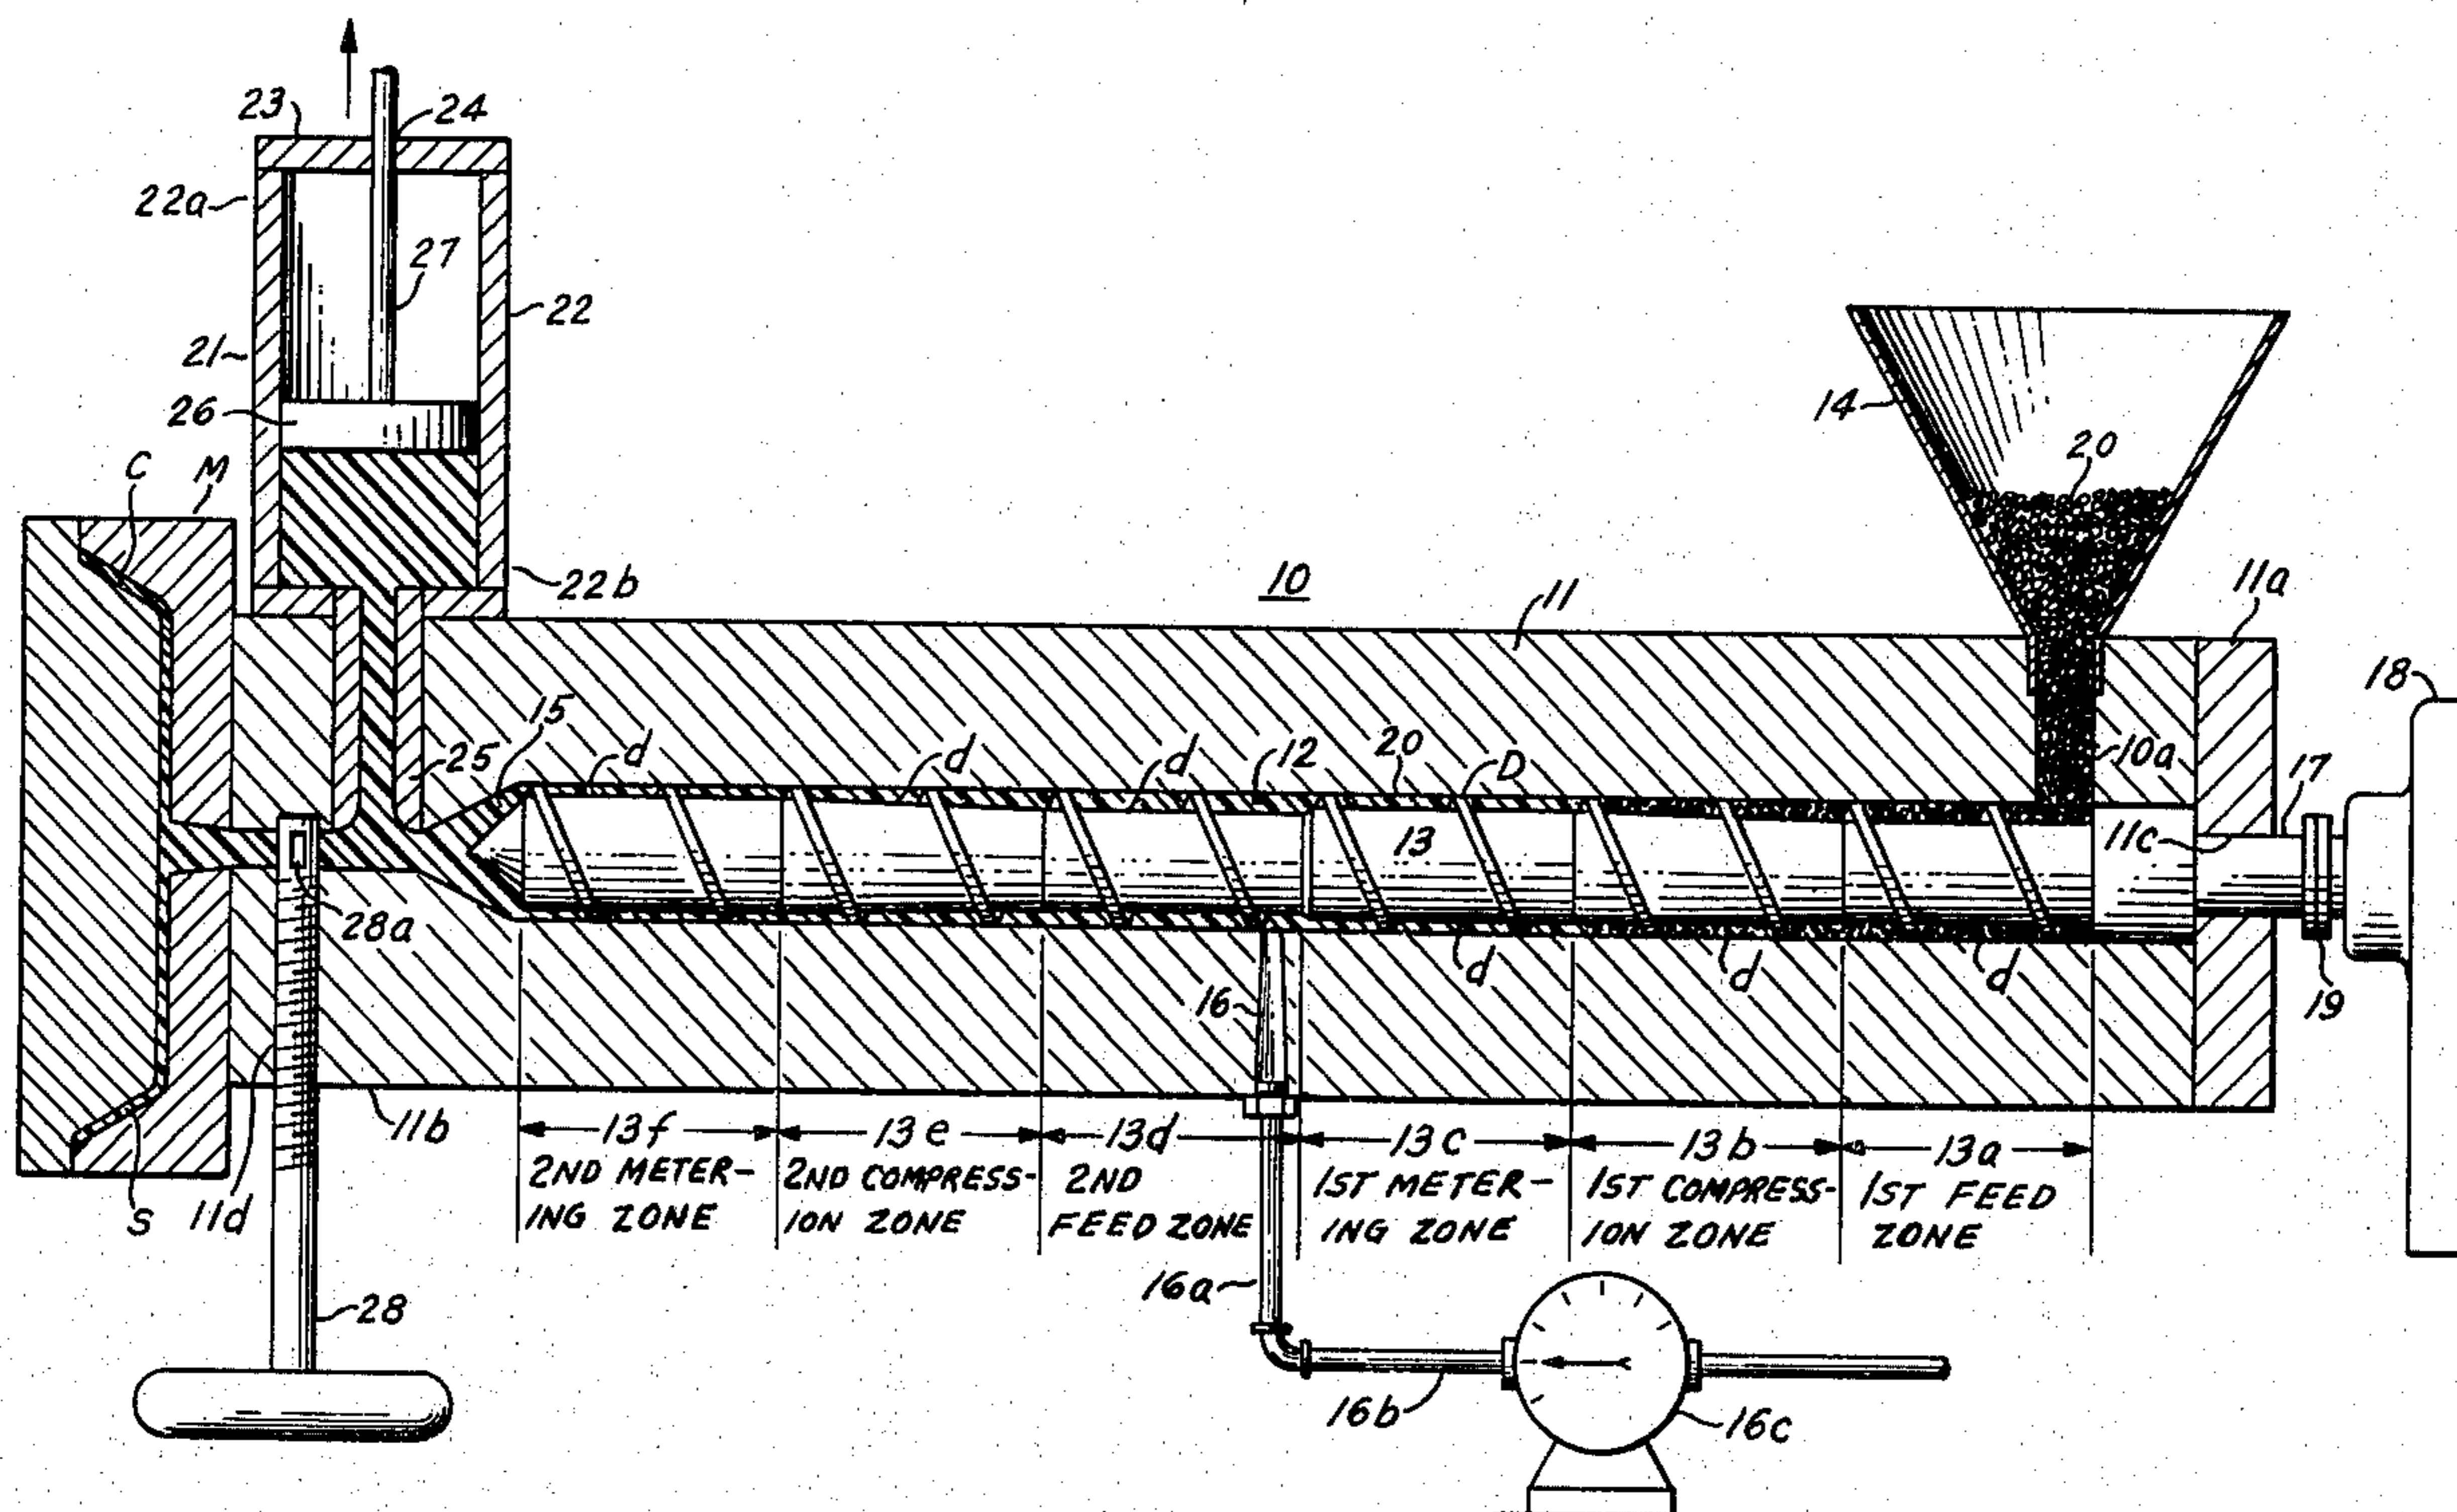 23
24
22a
27
22
21
26
14
20
C
M
22b
10
11
11a
18
15
d
25
d
d
12
20
D
10a
17
13
11c
28a
16
d
d
d
19
11b
13f
2ND METER-
ING ZONE
13e
2ND COMPRESS-
ION ZONE
13d
2ND
FEED ZONE
13c
1ST METER-
ING ZONE
13b
1ST COMPRESS-
ION ZONE
13a
1ST FEED
ZONE
S
11d
16a
28
16b
16c